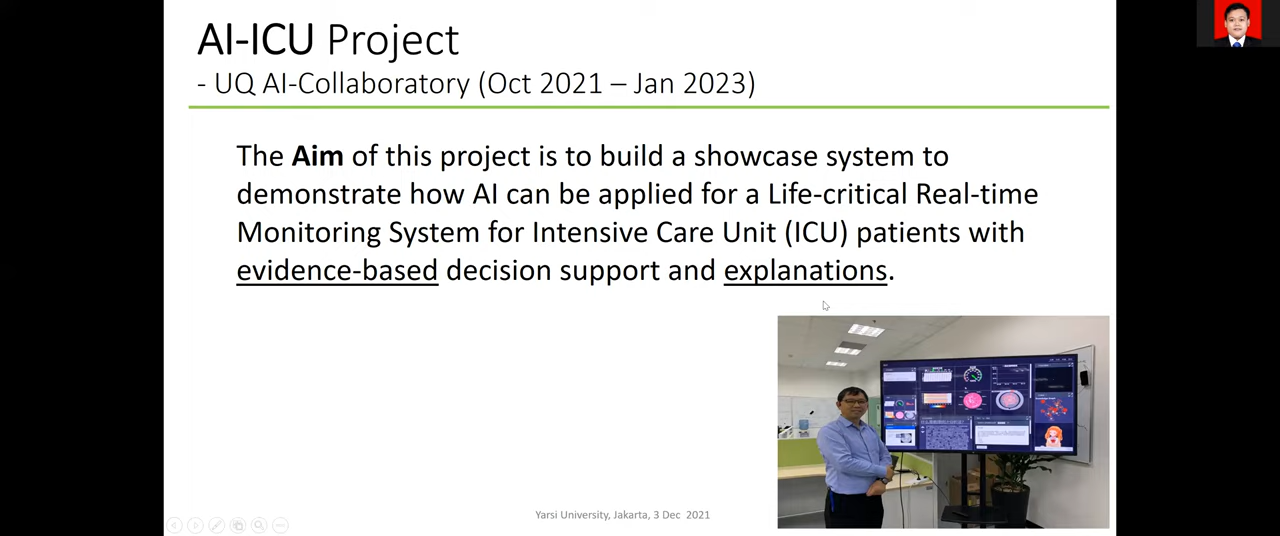 AI-ICU Project
- UQ AI-Collaboratory (Oct 2021 – Jan 2023)
The Aim of this project is to build a showcase system to
demonstrate how AI can be applied for a Life-critical Real-time
Monitoring System for Intensive Care Unit (ICU) patients with
evidence-based decision support and explanations.
Yarsi University, Jakarta, 3 Dec 2021